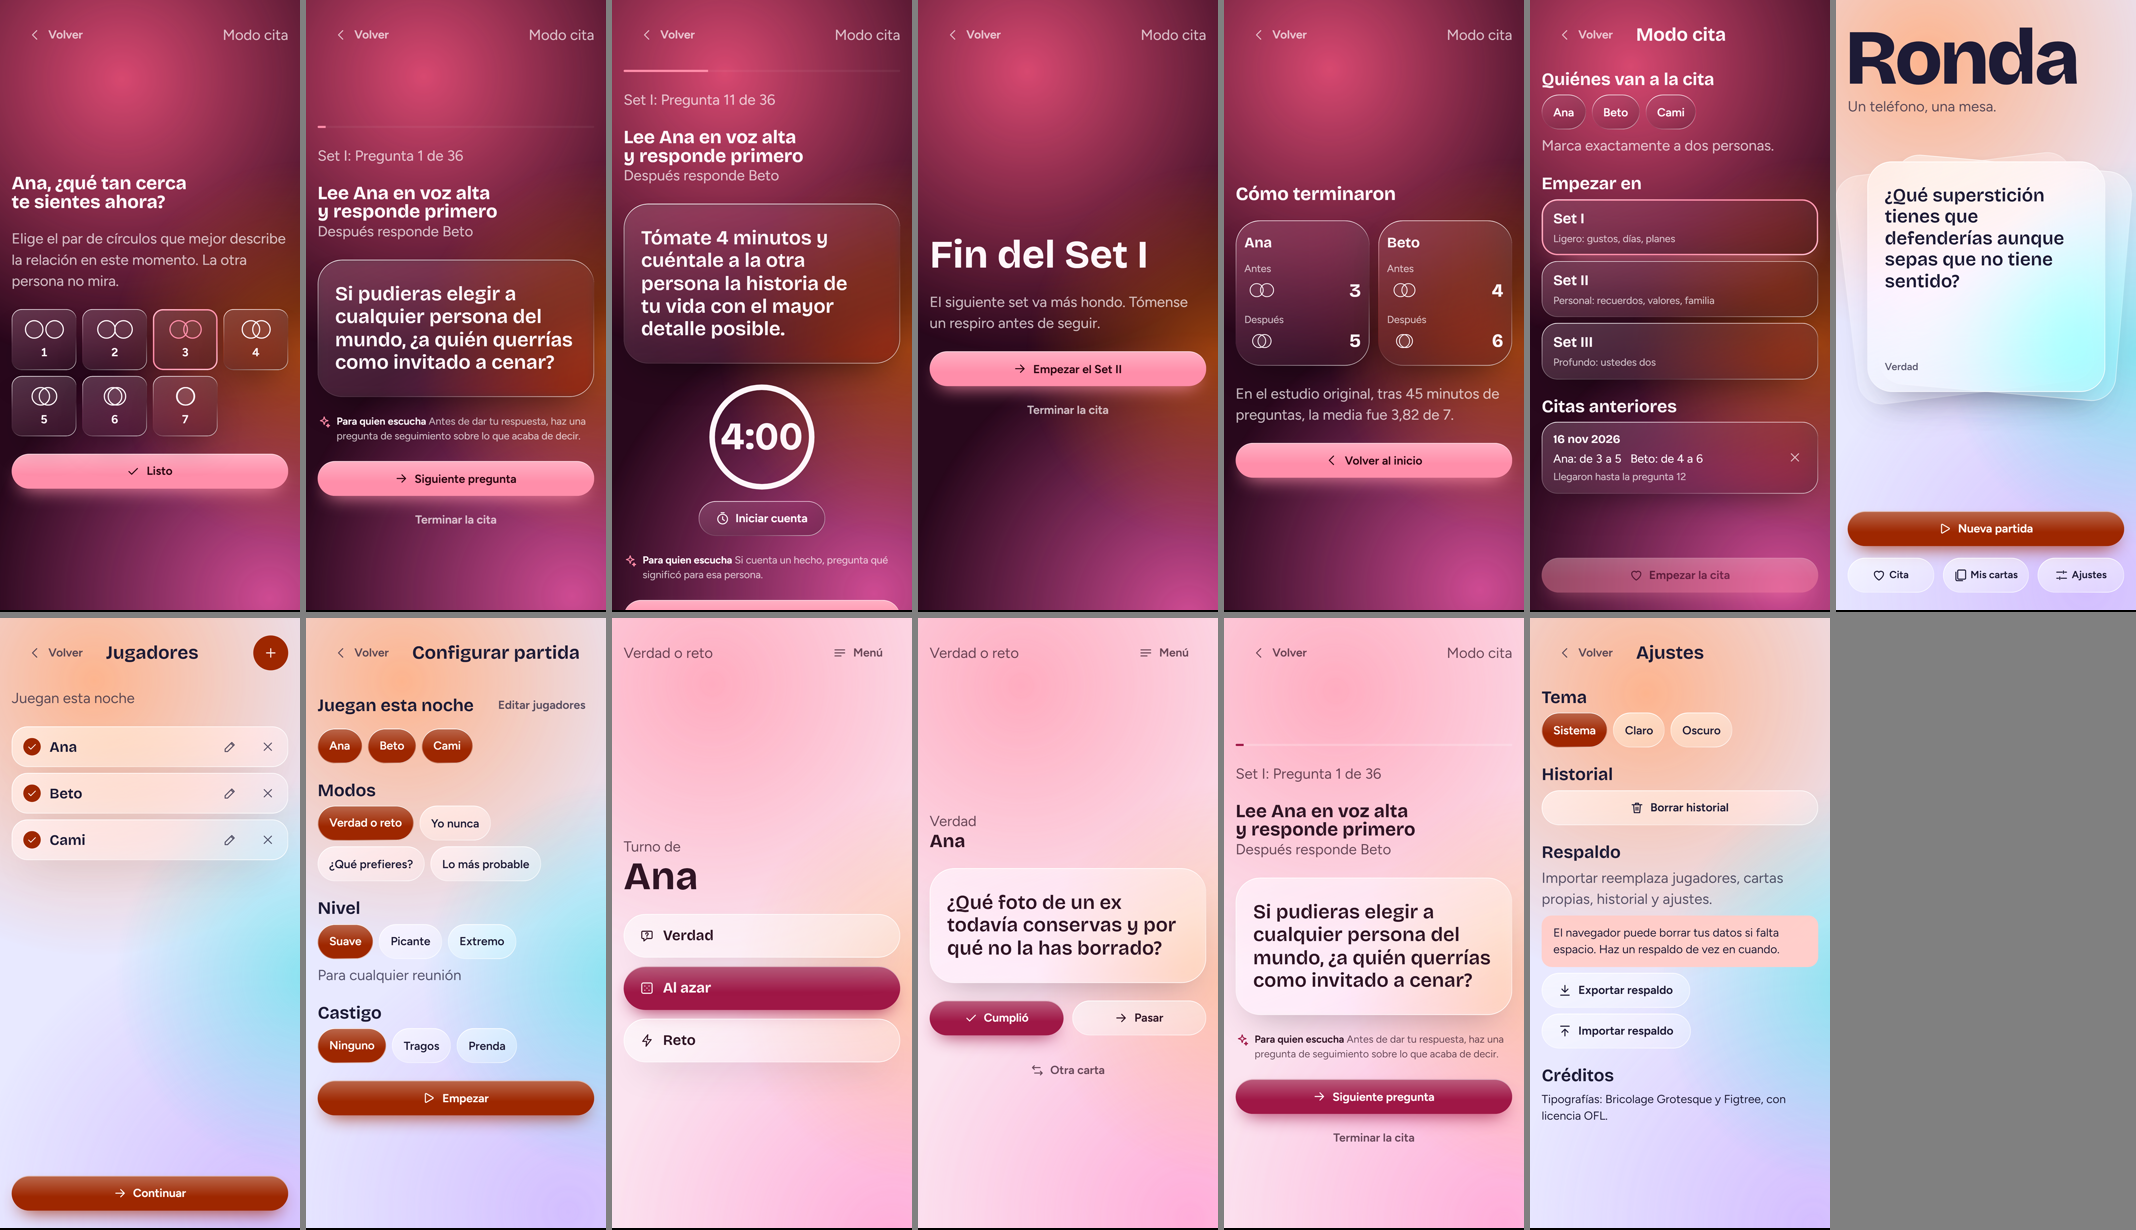 Volver
Modo cita
Ana, ¿qué tan cerca
te sientes ahora?
Elige el par de círculos que mejor describe
la relación en este momento. La otra
persona no mira.
1
2
3
4
5
6
7
Listo
Volver
Modo cita
Set I: Pregunta 1 de 36
Lee Ana en voz alta
y responde primero
Después responde Beto
Si pudieras elegir a
cualquier persona del
mundo, ¿a quién querrías
como invitado a cenar?
Para quien escucha Antes de dar tu respuesta, haz una
pregunta de seguimiento sobre lo que acaba de decir.
Siguiente pregunta
Terminar la cita
Volver
Modo cita
Set I: Pregunta 11 de 36
Lee Ana en voz alta
y responde primero
Después responde Beto
Tómate 4 minutos y
cuéntale a la otra
persona la historia de
tu vida con el mayor
detalle posible.
4:00
Iniciar cuenta
Para quien escucha Si cuenta un hecho, pregunta qué
significó para esa persona.
Volver
Modo cita
Fin del Set I
El siguiente set va más hondo. Tómense
un respiro antes de seguir.
Empezar el Set II
Terminar la cita
Volver
Modo cita
Cómo terminaron
Ana
Antes
3
Después
5
Beto
Antes
4
Después
6
En el estudio original, tras 45 minutos de
preguntas, la media fue 3,82 de 7.
Volver al inicio
Volver
Modo cita
Quiénes van a la cita
Ana
Beto
Cami
Marca exactamente a dos personas.
Empezar en
Set I
Ligero: gustos, días, planes
Set II
Personal: recuerdos, valores, familia
Set III
Profundo: ustedes dos
Citas anteriores
16 nov 2026
Ana: de 3 a 5 Beto: de 4 a 6
Llegaron hasta la pregunta 12
Empezar la cita
Ronda
Un teléfono, una mesa.
¿Qué superstición
tienes que
defenderías aunque
sepas que no tiene
sentido?
Verdad
Nueva partida
Cita
Mis cartas
Ajustes
Volver
Jugadores
Juegan esta noche
Ana
Beto
Cami
Continuar
Volver
Configurar partida
Juegan esta noche
Editar jugadores
Ana
Beto
Cami
Modos
Verdad o reto
Yo nunca
¿Qué prefieres?
Lo más probable
Nivel
Suave
Picante
Extremo
Para cualquier reunión
Castigo
Ninguno
Tragos
Prenda
Empezar
Verdad o reto
Menú
Turno de
Ana
Verdad
Al azar
Reto
Verdad o reto
Menú
Verdad
Ana
¿Qué foto de un ex
todavía conservas y por
qué no la has borrado?
Cumplió
Pasar
Otra carta
Volver
Modo cita
Set I: Pregunta 1 de 36
Lee Ana en voz alta
y responde primero
Después responde Beto
Si pudieras elegir a
cualquier persona del
mundo, ¿a quién querrías
como invitado a cenar?
Para quien escucha Antes de dar tu respuesta, haz una
pregunta de seguimiento sobre lo que acaba de decir.
Siguiente pregunta
Terminar la cita
Volver
Ajustes
Tema
Sistema
Claro
Oscuro
Historial
Borrar historial
Respaldo
Importar reemplaza jugadores, cartas
propias, historial y ajustes.
El navegador puede borrar tus datos si falta
espacio. Haz un respaldo de vez en cuando.
Exportar respaldo
Importar respaldo
Créditos
Tipografías: Bricolage Grotesque y Figtree, con
licencia OFL.